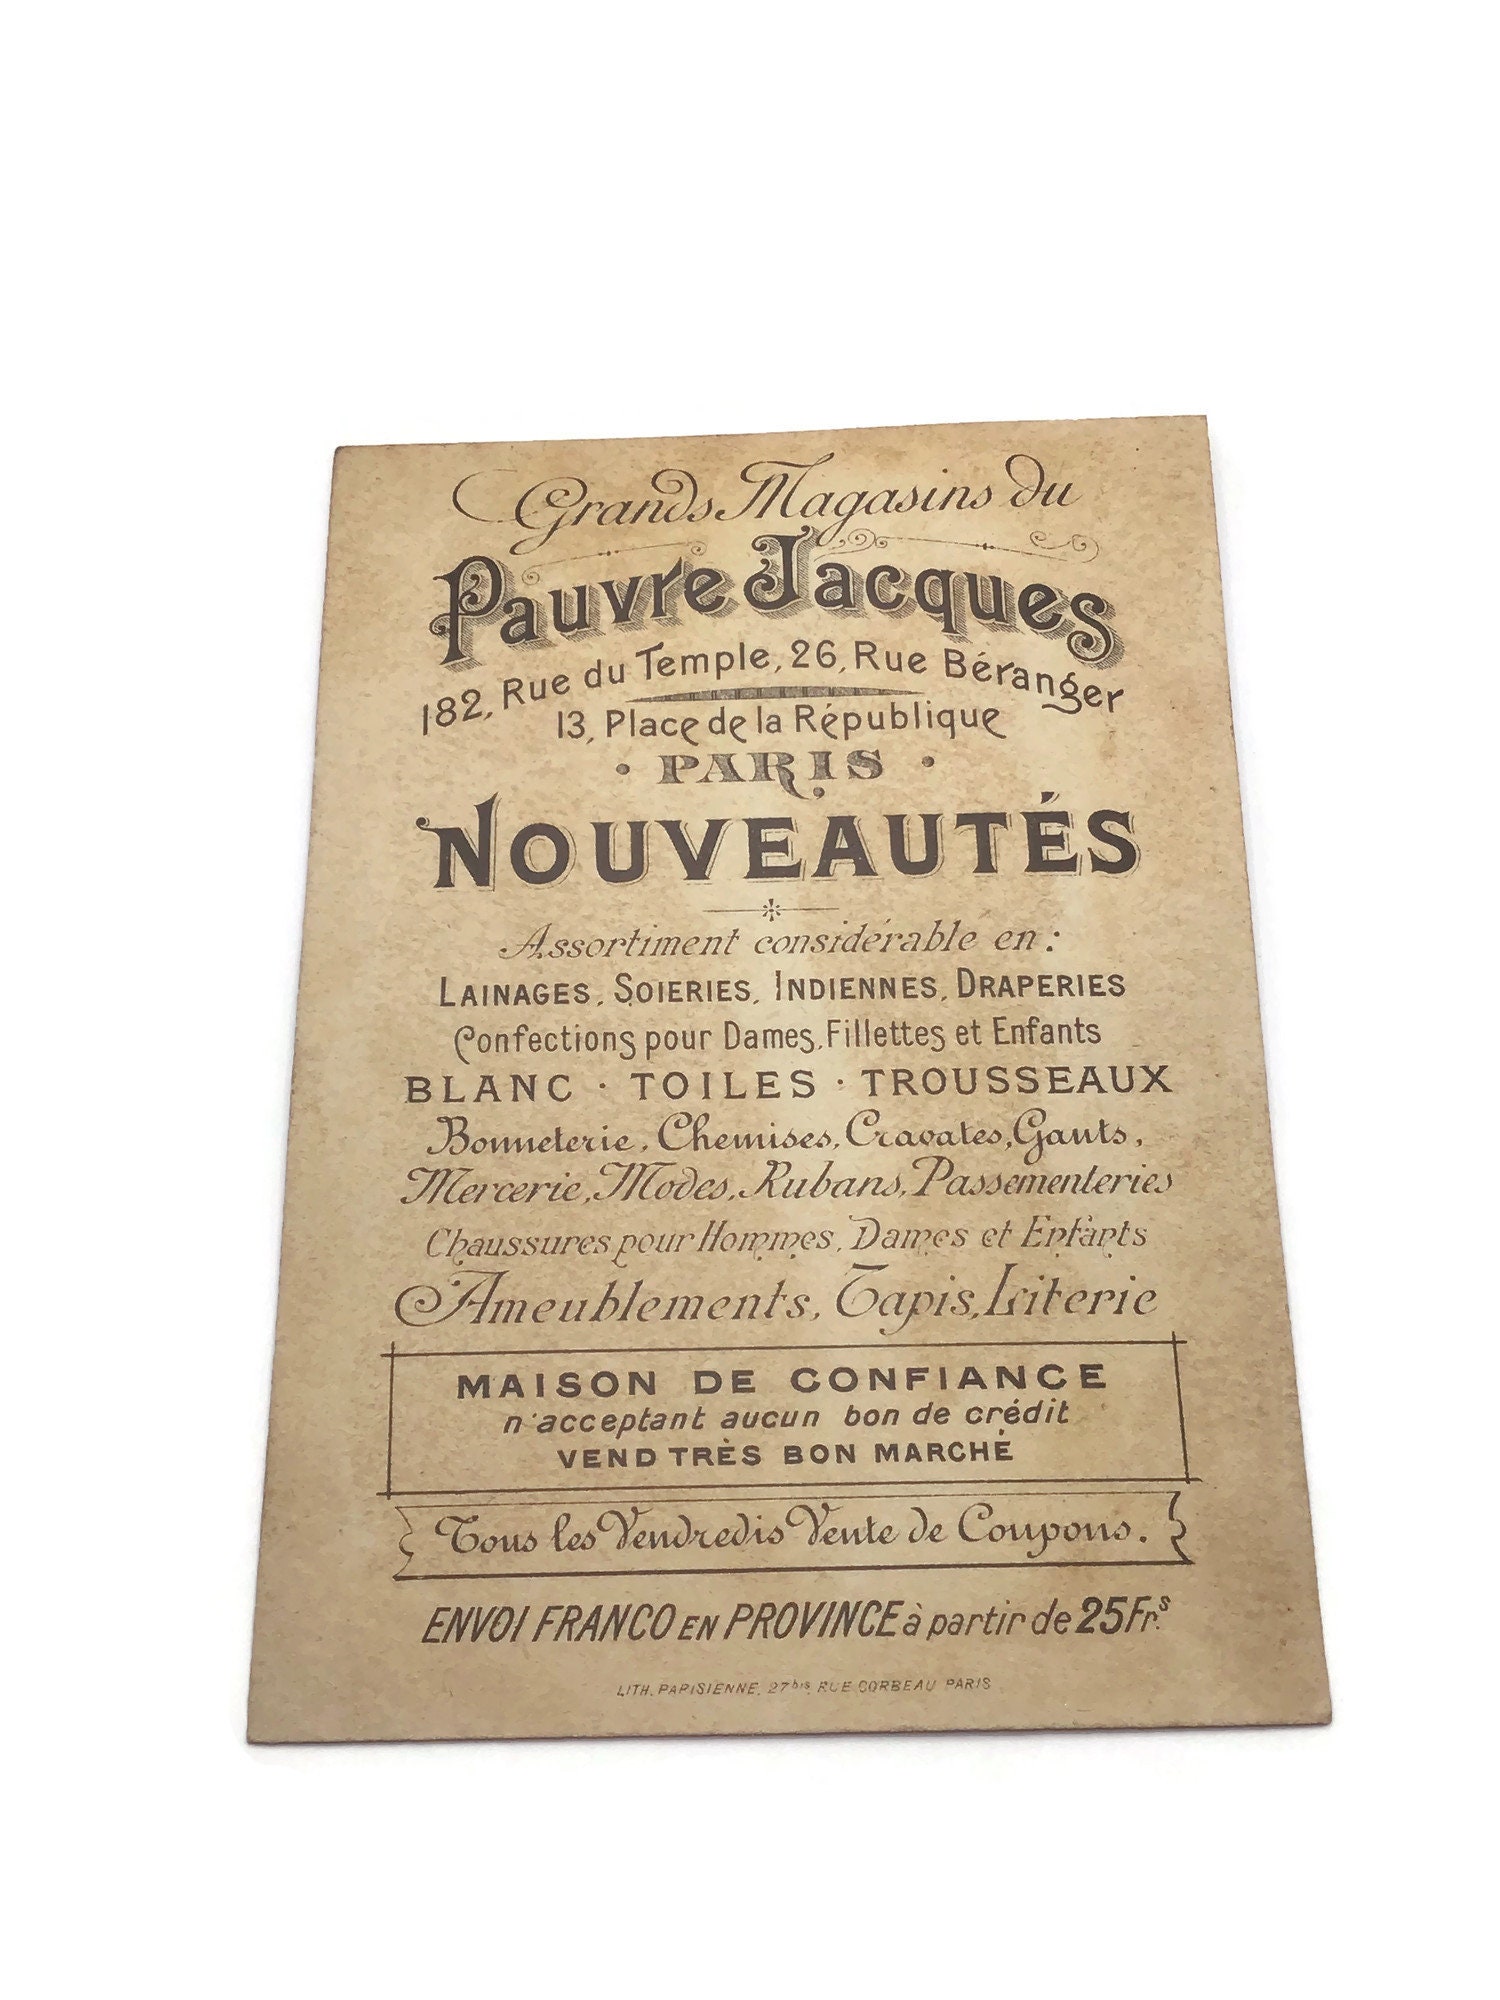 Grands Magasins du
Pauvre Jacques
182, Rue du Temple, 26, Rue Béranger
13, Place de la République
· PARIS ·
NOUVEAUTÉS
Assortiment considérable en :
LAINAGES, SOIERIES, INDIENNES, DRAPERIES
Confections pour Dames, Fillettes et Enfants
BLANC · TOILES · TROUSSEAUX
Bonneterie, Chemises, Cravates, Gants,
Mercerie, Modes, Rubans, Passementeries
Chaussures pour Hommes, Dames et Enfants
Ameublements, Tapis, Literie
MAISON DE CONFIANCE
n'acceptant aucun bon de crédit
VEND TRÈS BON MARCHÉ
Tous les Vendredis Vente de Coupons.
ENVOI FRANCO EN PROVINCE à partir de 25 Frs.
LITH. PARISIENNE, 27 bis RUE CORBEAU PARIS